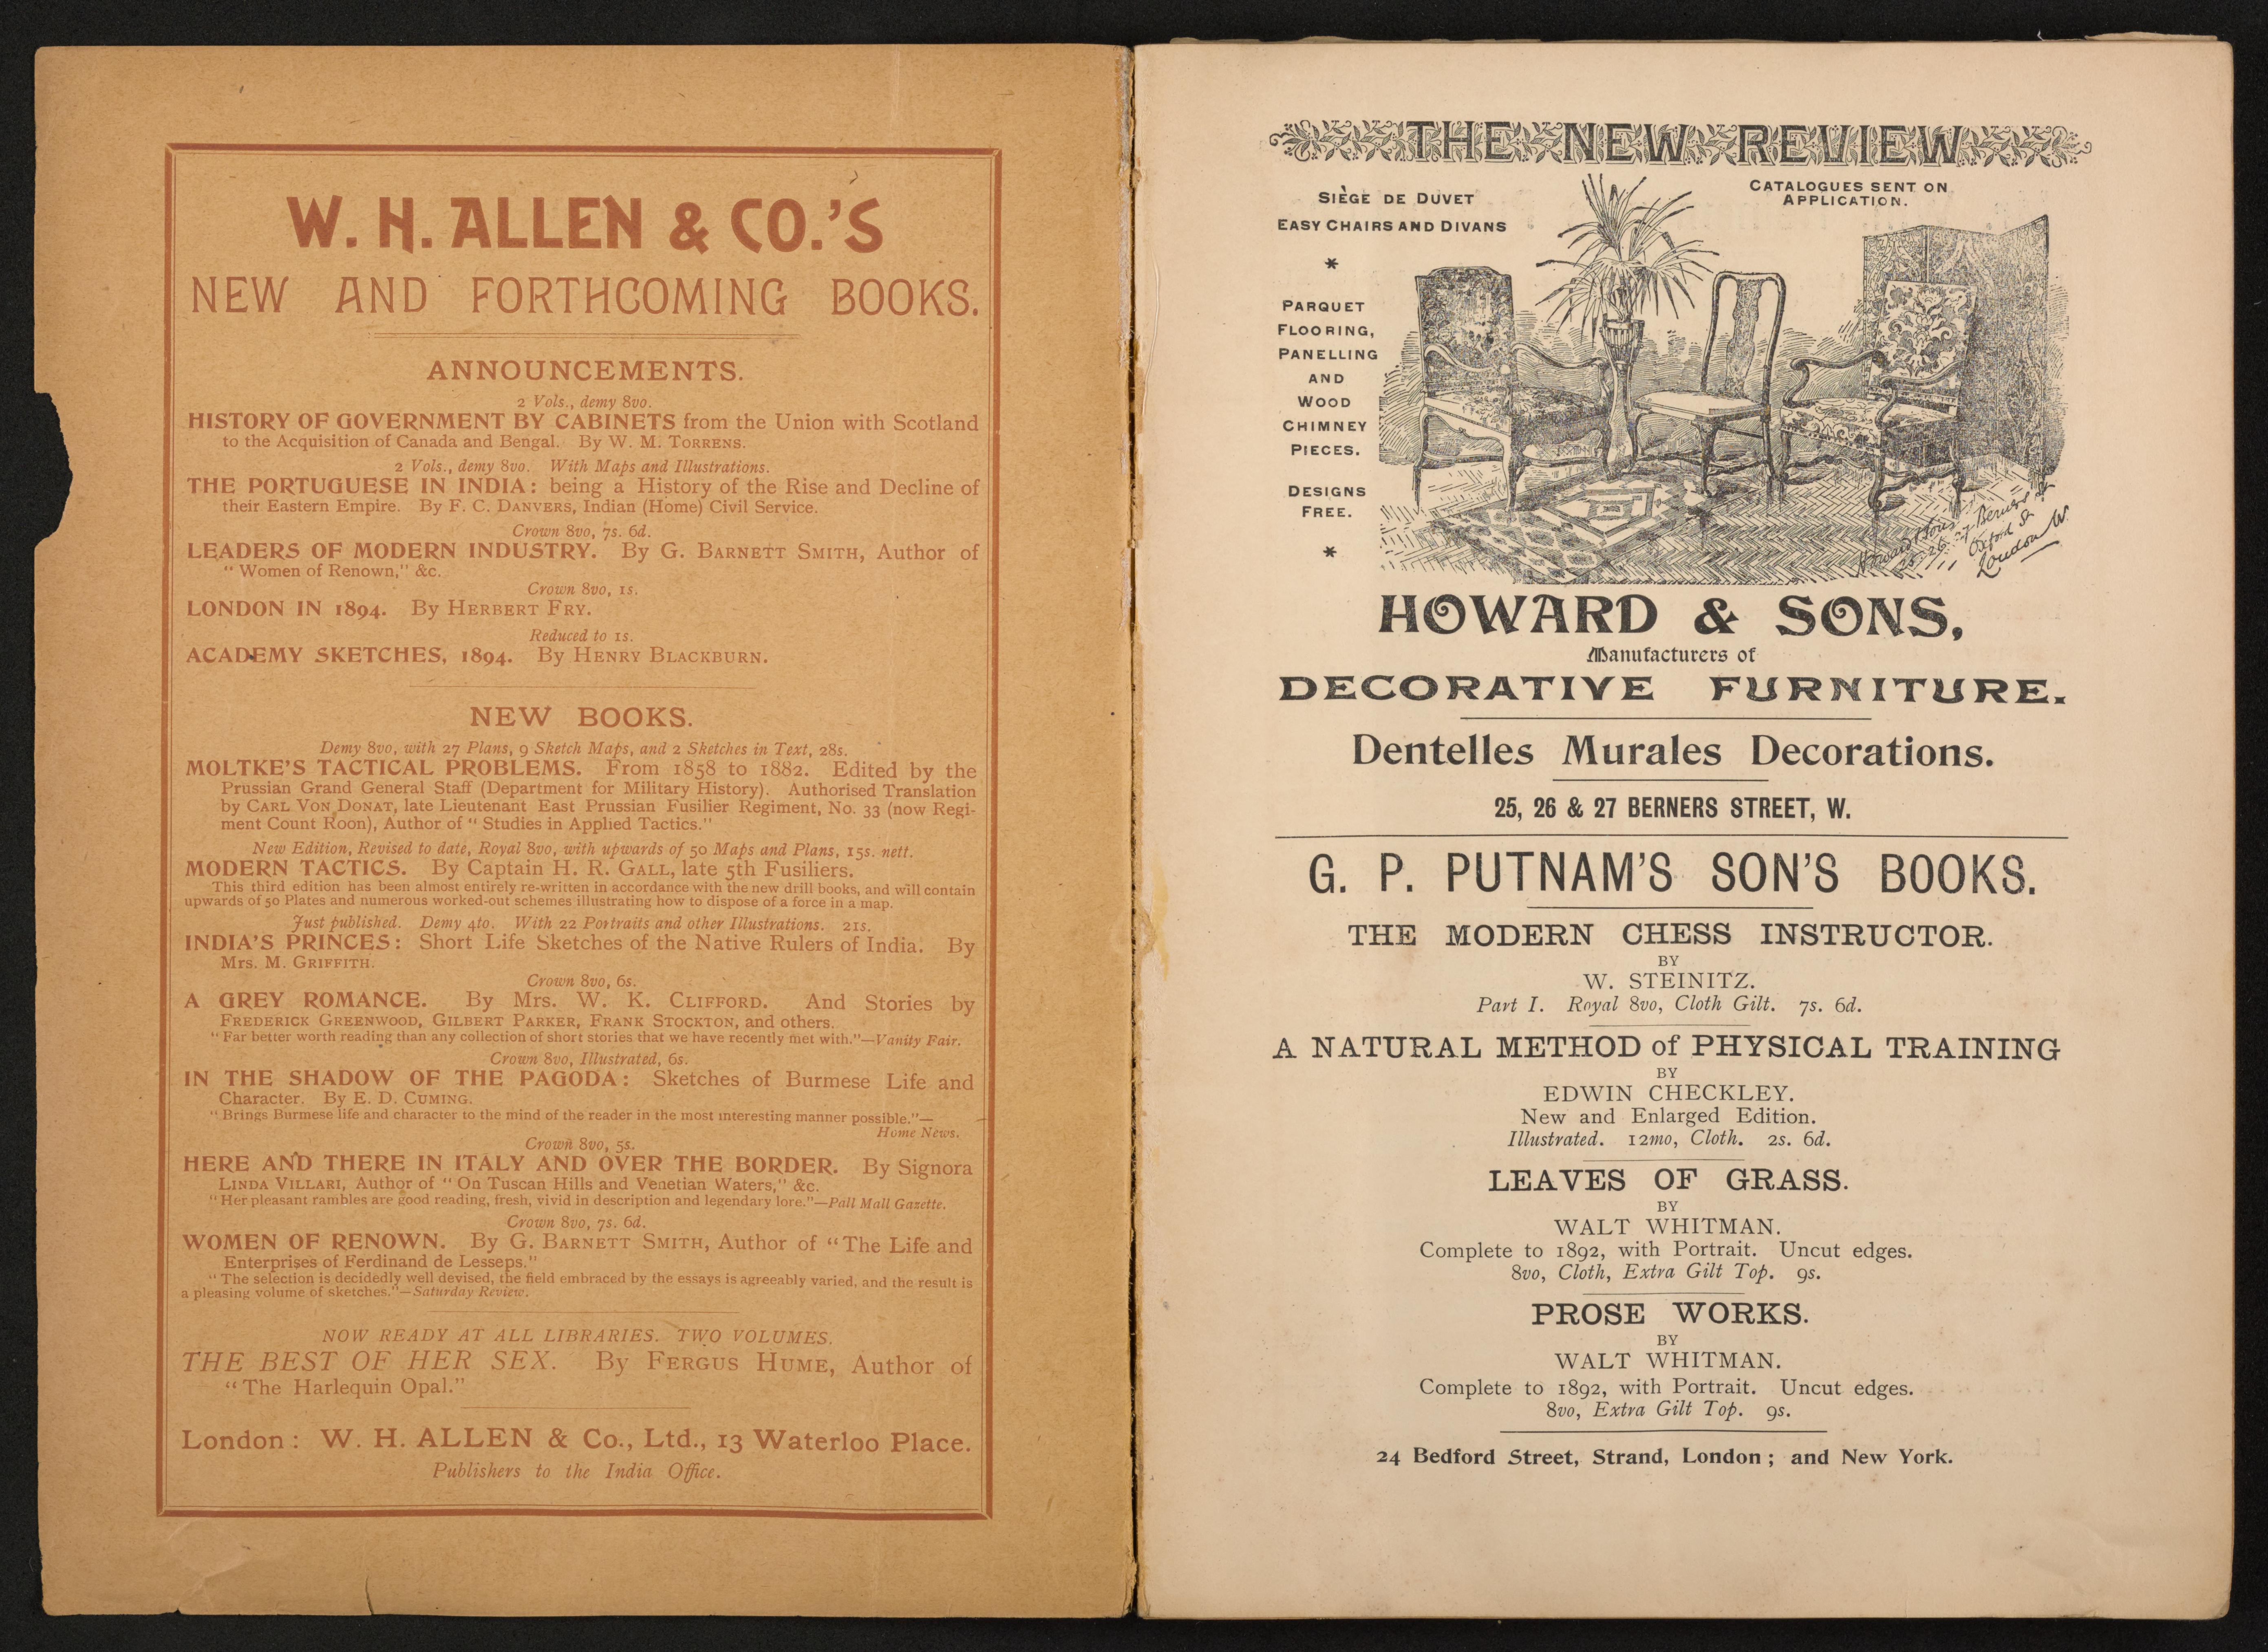 W. H. ALLEN & CO.'S
NEW AND FORTHCOMING BOOKS.
ANNOUNCEMENTS.
2 Vols., demy 8vo.
HISTORY OF GOVERNMENT BY CABINETS from the Union with Scotland
to the Acquisition of Canada and Bengal. By W. M. TORRENS.
2 Vols., demy 8vo. With Maps and Illustrations.
THE PORTUGUESE IN INDIA: being a History of the Rise and Decline of
their Eastern Empire. By F. C. DANVERS, Indian (Home) Civil Service.
Crown 8vo, 7s. 6d.
LEADERS OF MODERN INDUSTRY. By G. BARNETT SMITH, Author of
"Women of Renown," &c.
Crown 8vo, 1s.
LONDON IN 1894. By HERBERT FRY.
Reduced to 1s.
ACADEMY SKETCHES, 1894. By HENRY BLACKBURN.
NEW BOOKS.
Demy 8vo, with 27 Plans, 9 Sketch Maps, and 2 Sketches in Text, 28s.
MOLTKE'S TACTICAL PROBLEMS. From 1858 to 1882. Edited by the
Prussian Grand General Staff (Department for Military History). Authorised Translation
by CARL VON DONAT, late Lieutenant East Prussian Fusilier Regiment, No. 33 (now Regi-
ment Count Roon), Author of "Studies in Applied Tactics."
New Edition, Revised to date, Royal 8vo, with upwards of 50 Maps and Plans, 15s. nett.
MODERN TACTICS. By Captain H. R. GALL, late 5th Fusiliers.
This third edition has been almost entirely re-written in accordance with the new drill books, and will contain
upwards of 50 Plates and numerous worked-out schemes illustrating how to dispose of a force in a map.
Just published. Demy 4to. With 22 Portraits and other Illustrations. 21s.
INDIA'S PRINCES: Short Life Sketches of the Native Rulers of India. By
Mrs. M. GRIFFITH.
Crown 8vo, 6s.
A GREY ROMANCE. By Mrs. W. K. CLIFFORD. And Stories by
FREDERICK GREENWOOD, GILBERT PARKER, FRANK STOCKTON, and others.
"Far better worth reading than any collection of short stories that we have recently met with."—Vanity Fair.
Crown 8vo, Illustrated, 6s.
IN THE SHADOW OF THE PAGODA: Sketches of Burmese Life and
Character. By E. D. CUMING.
"Brings Burmese life and character to the mind of the reader in the most interesting manner possible."—
Home News.
Crown 8vo, 5s.
HERE AND THERE IN ITALY AND OVER THE BORDER. By Signora
LINDA VILLARI, Author of "On Tuscan Hills and Venetian Waters," &c.
"Her pleasant rambles are good reading, fresh, vivid in description and legendary lore."—Pall Mall Gazette.
Crown 8vo, 7s. 6d.
WOMEN OF RENOWN. By G. BARNETT SMITH, Author of "The Life and
Enterprises of Ferdinand de Lesseps."
"The selection is decidedly well devised, the field embraced by the essays is agreeably varied, and the result is
a pleasing volume of sketches."—Saturday Review.
NOW READY AT ALL LIBRARIES. TWO VOLUMES.
THE BEST OF HER SEX. By FERGUS HUME, Author of
"The Harlequin Opal."
London: W. H. ALLEN & Co., Ltd., 13 Waterloo Place.
Publishers to the India Office.
THE NEW REVIEW
SIÈGE DE DUVET
EASY CHAIRS AND DIVANS
*
PARQUET
FLOORING,
PANELLING
AND
WOOD
CHIMNEY
PIECES.
DESIGNS
FREE.
*
CATALOGUES SENT ON
APPLICATION.
Howard & Sons
25·26·27 Berners St
Oxford St
London W.
HOWARD & SONS,
Manufacturers of
DECORATIVE FURNITURE.
Dentelles Murales Decorations.
25, 26 & 27 BERNERS STREET, W.
G. P. PUTNAM'S SON'S BOOKS.
THE MODERN CHESS INSTRUCTOR.
BY
W. STEINITZ.
Part I. Royal 8vo, Cloth Gilt. 7s. 6d.
A NATURAL METHOD of PHYSICAL TRAINING
BY
EDWIN CHECKLEY.
New and Enlarged Edition.
Illustrated. 12mo, Cloth. 2s. 6d.
LEAVES OF GRASS.
BY
WALT WHITMAN.
Complete to 1892, with Portrait. Uncut edges.
8vo, Cloth, Extra Gilt Top. 9s.
PROSE WORKS.
BY
WALT WHITMAN.
Complete to 1892, with Portrait. Uncut edges.
8vo, Extra Gilt Top. 9s.
24 Bedford Street, Strand, London; and New York.